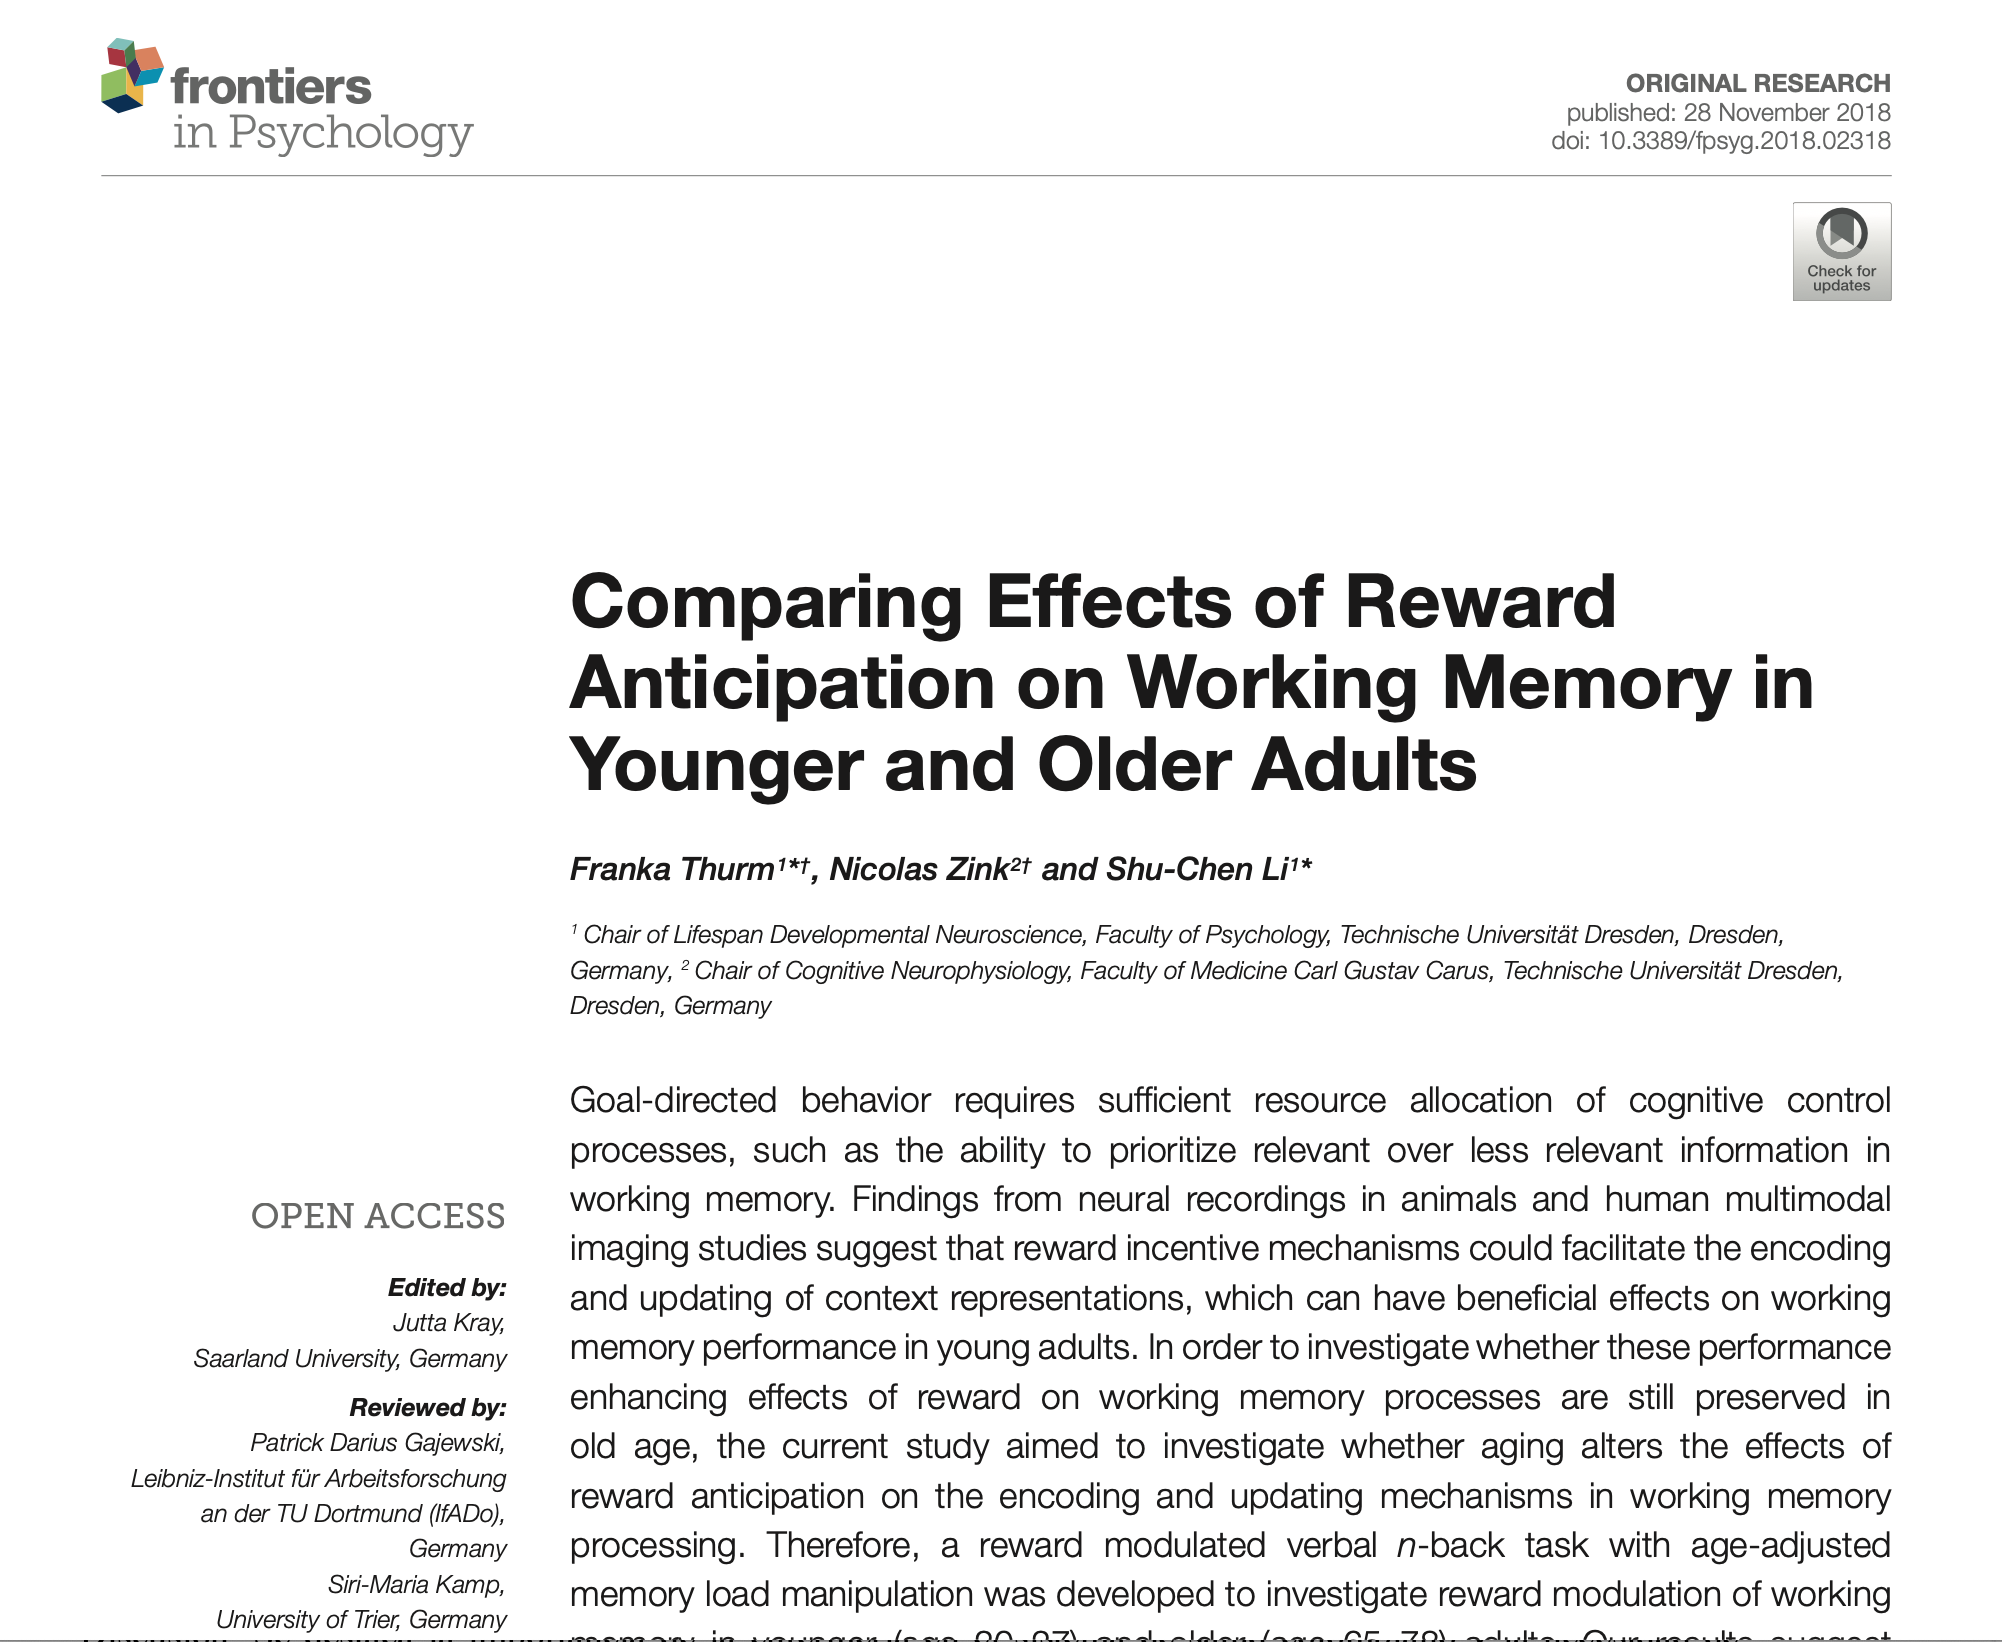 frontiers
in Psychology
ORIGINAL RESEARCH
published: 28 November 2018
doi: 10.3389/fpsyg.2018.02318
Check for
updates
Comparing Effects of Reward
Anticipation on Working Memory in
Younger and Older Adults
Franka Thurm¹*†, Nicolas Zink²† and Shu-Chen Li¹*
¹ Chair of Lifespan Developmental Neuroscience, Faculty of Psychology, Technische Universität Dresden, Dresden,
Germany, ² Chair of Cognitive Neurophysiology, Faculty of Medicine Carl Gustav Carus, Technische Universität Dresden,
Dresden, Germany
OPEN ACCESS
Edited by:
Jutta Kray,
Saarland University, Germany
Reviewed by:
Patrick Darius Gajewski,
Leibniz-Institut für Arbeitsforschung
an der TU Dortmund (IfADo),
Germany
Siri-Maria Kamp,
University of Trier, Germany
Goal-directed behavior requires sufficient resource allocation of cognitive control
processes, such as the ability to prioritize relevant over less relevant information in
working memory. Findings from neural recordings in animals and human multimodal
imaging studies suggest that reward incentive mechanisms could facilitate the encoding
and updating of context representations, which can have beneficial effects on working
memory performance in young adults. In order to investigate whether these performance
enhancing effects of reward on working memory processes are still preserved in
old age, the current study aimed to investigate whether aging alters the effects of
reward anticipation on the encoding and updating mechanisms in working memory
processing. Therefore, a reward modulated verbal n-back task with age-adjusted
memory load manipulation was developed to investigate reward modulation of working